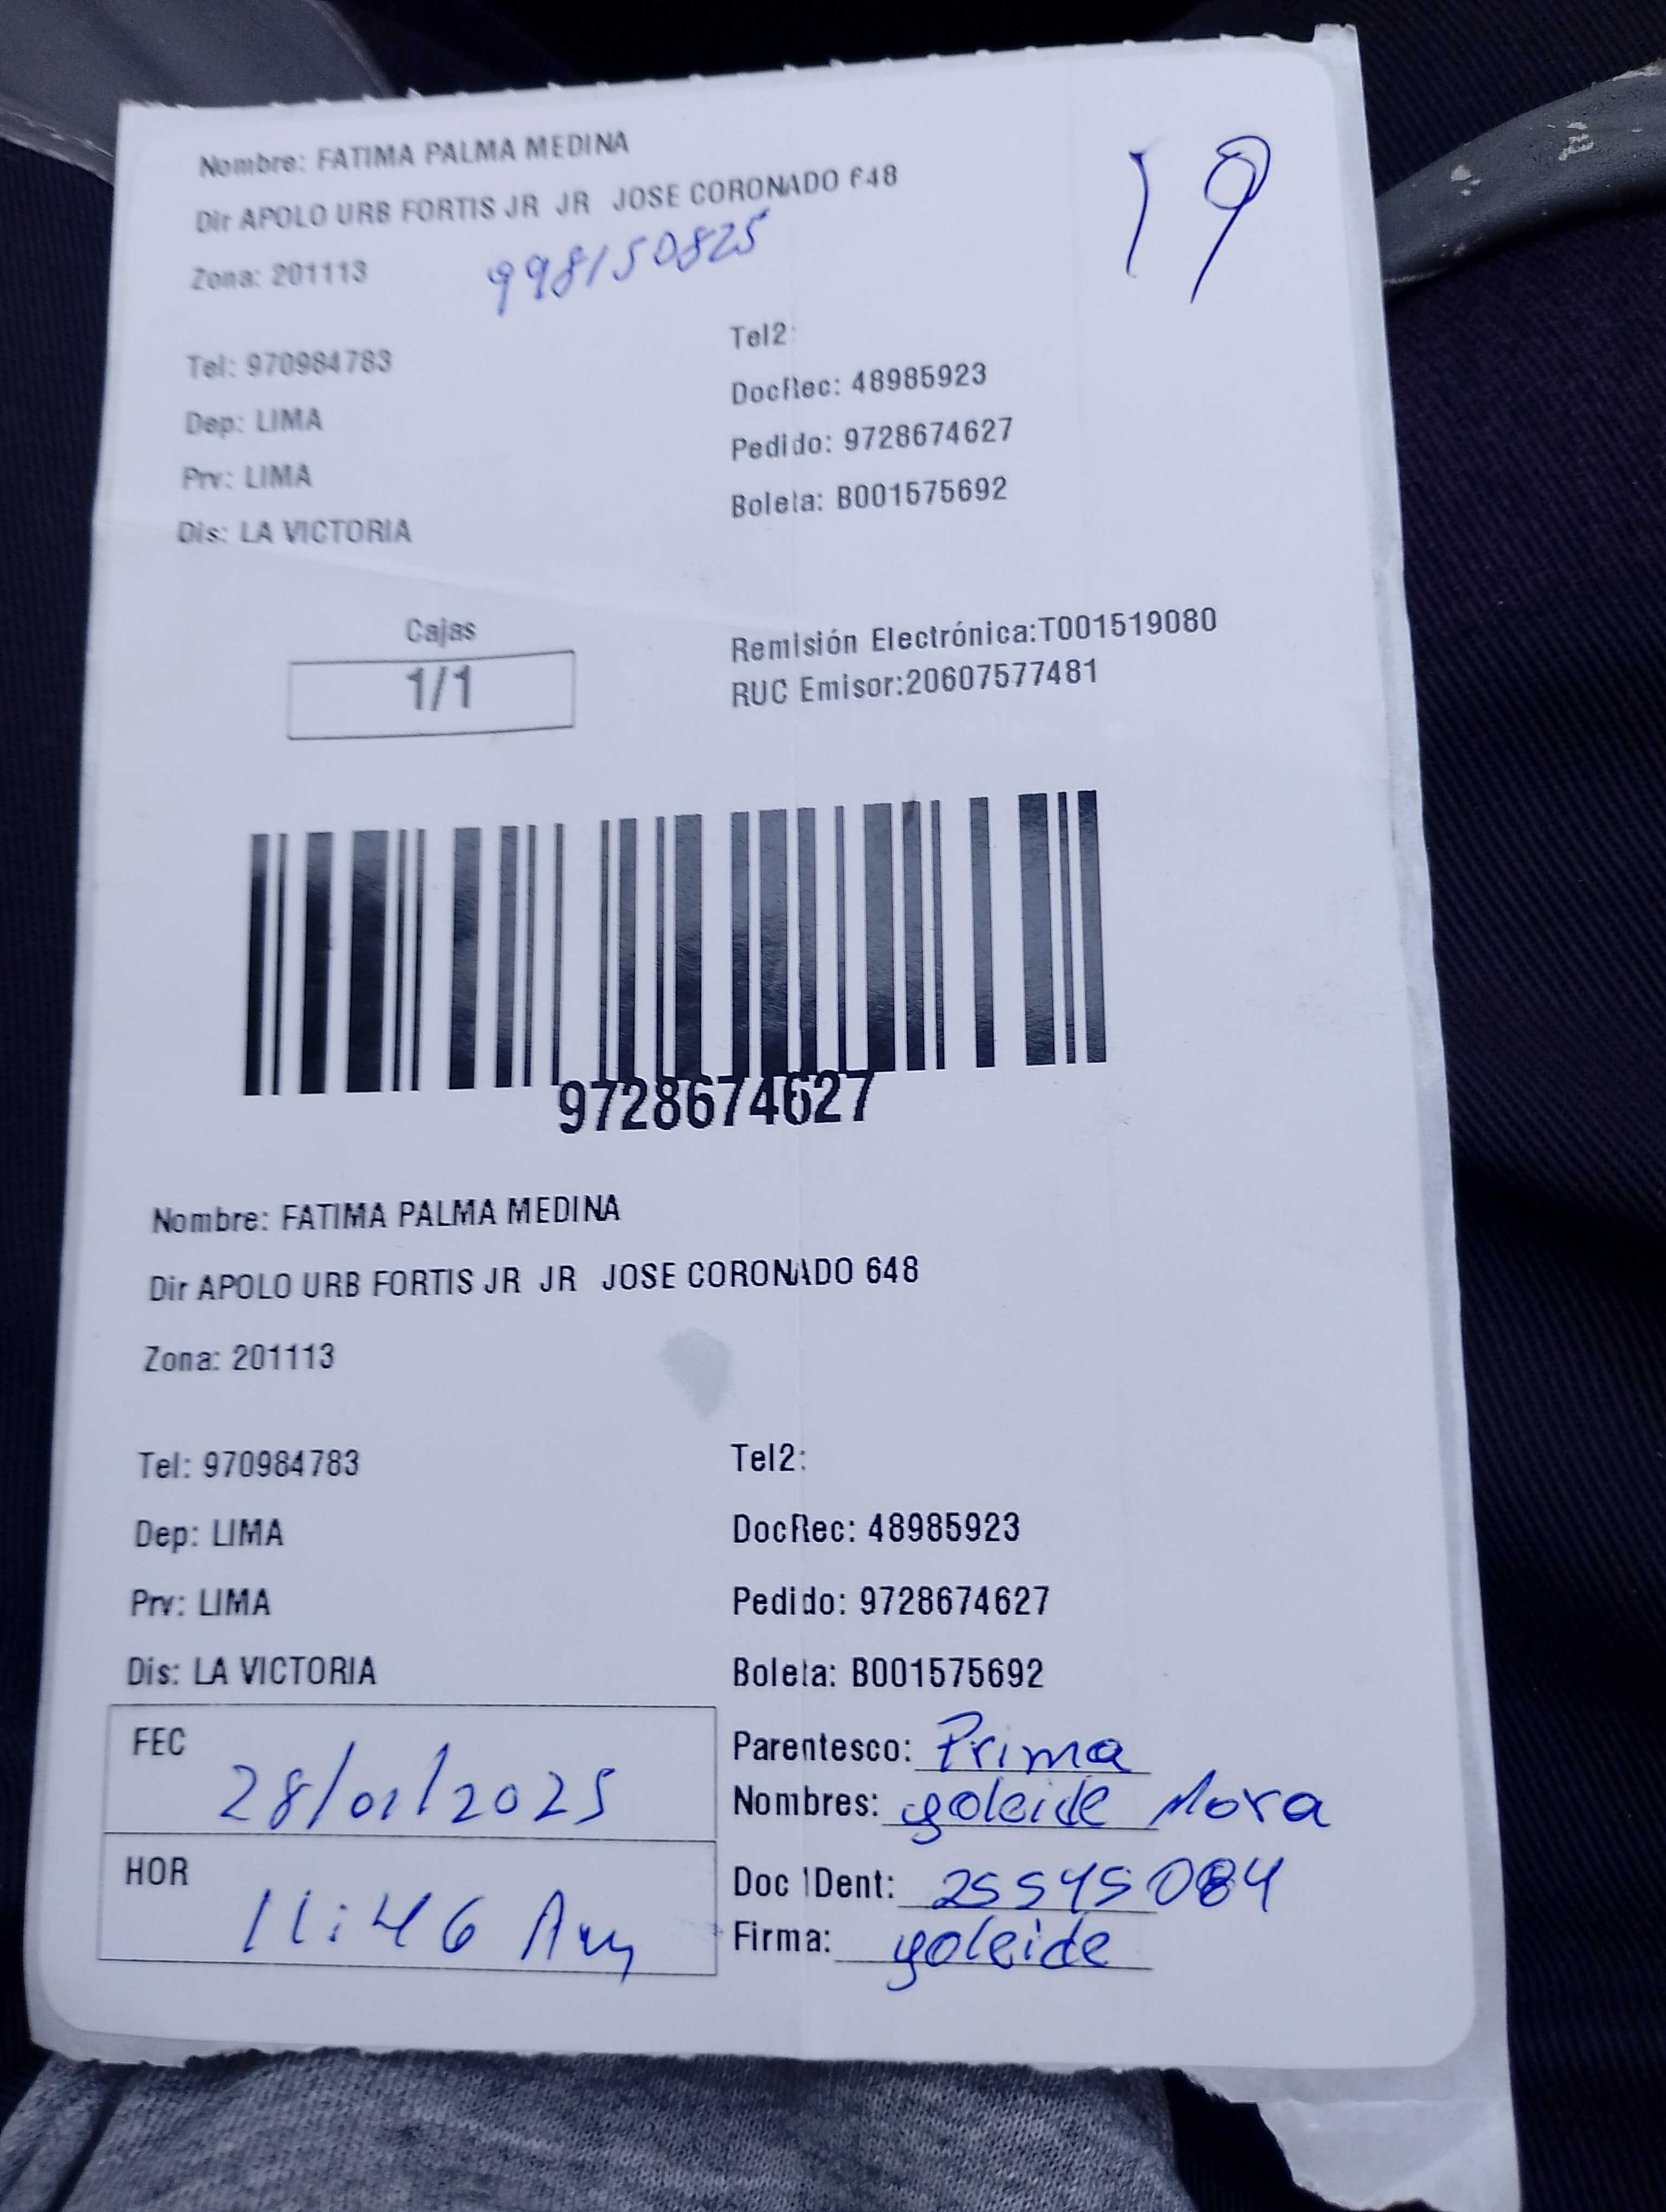 Nombre: FATIMA PALMA MEDINA
19
Dir APOLO URB FORTIS JR JR JOSE CORONADO 648
Zona: 201113
998150825
Tel: 970984783
Tel2:
Dep: LIMA
DocRec: 48985923
Prv: LIMA
Pedido: 9728674627
Dis: LA VICTORIA
Boleta: B001575692
Cajas
1/1
Remisión Electrónica:T001519080
RUC Emisor:20607577481
9728674627
Nombre: FATIMA PALMA MEDINA
Dir APOLO URB FORTIS JR JR JOSE CORONADO 648
Zona: 201113
Tel: 970984783
Tel2:
Dep: LIMA
DocRec: 48985923
Prv: LIMA
Pedido: 9728674627
Dis: LA VICTORIA
Boleta: B001575692
FEC
28/01/2025
Parentesco: Prima
Nombres: yoleide Mora
HOR
11:46 Am
Doc IDent: 25545084
Firma: yoleide